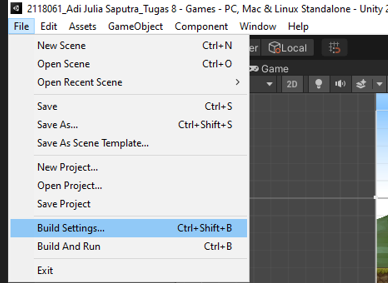 2118061_Adi Julia Saputra_Tugas 8 - Games - PC, Mac & Linux Standalone - Unity 2
File Edit Assets GameObject Component Window Help
New Scene Ctrl+N
Open Scene Ctrl+O
Open Recent Scene
Save Ctrl+S
Save As... Ctrl+Shift+S
Save As Scene Template...
New Project...
Open Project...
Save Project
Build Settings... Ctrl+Shift+B
Build And Run Ctrl+B
Exit
Local
Game
2D